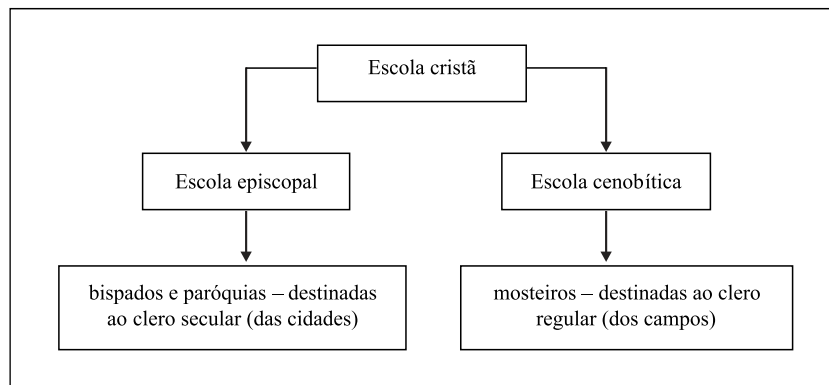 Escola cristã
Escola episcopal
Escola cenobítica
bispados e paróquias – destinadas
ao clero secular (das cidades)
mosteiros – destinadas ao clero
regular (dos campos)